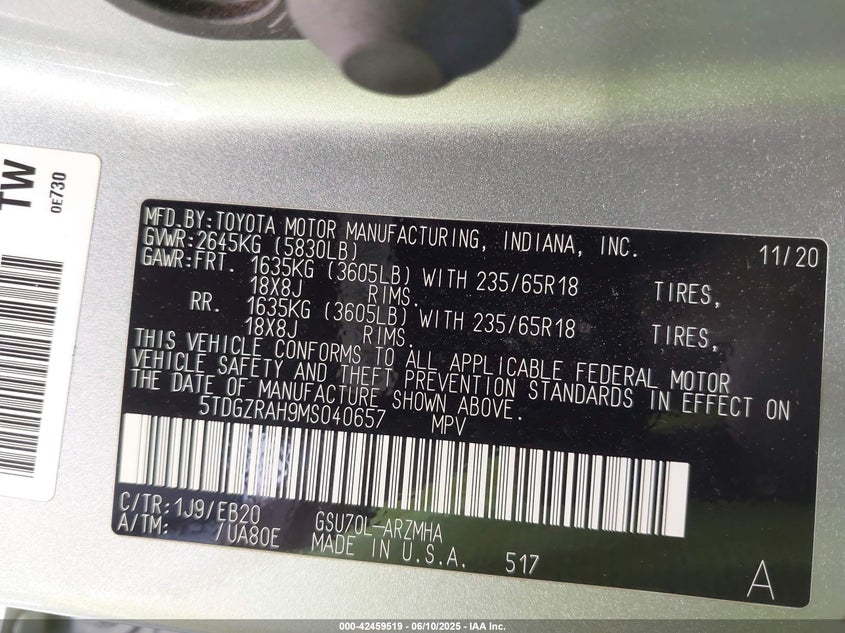 TW
0E730
MFD.BY:TOYOTA MOTOR MANUFACTURING, INDIANA, INC. 11/20
GVWR:2645KG (5830LB)
GAWR:FRT. 1635KG (3605LB) WITH 235/65R18 TIRES,
18X8J RIMS.
RR. 1635KG (3605LB) WITH 235/65R18 TIRES,
18X8J RIMS.
THIS VEHICLE CONFORMS TO ALL APPLICABLE FEDERAL MOTOR
VEHICLE SAFETY AND THEFT PREVENTION STANDARDS IN EFFECT ON
THE DATE OF MANUFACTURE SHOWN ABOVE.
5TDGZRAH9MS040657 MPV
C/TR:1J9/EB20 GSU70L-ARZMHA
A/TM: /UA80E MADE IN U.S.A. 517
A
000-42459519 - 06/10/2025 - IAA Inc.